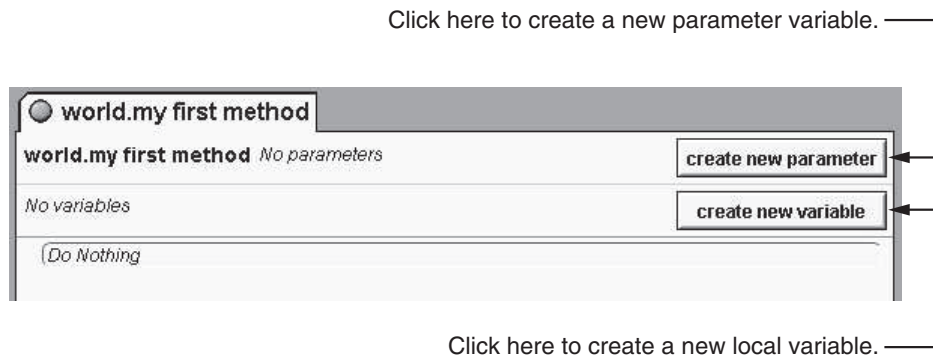 Click here to create a new parameter variable.
world.my first method
world.my first method No parameters
create new parameter
No variables
create new variable
Do Nothing
Click here to create a new local variable.